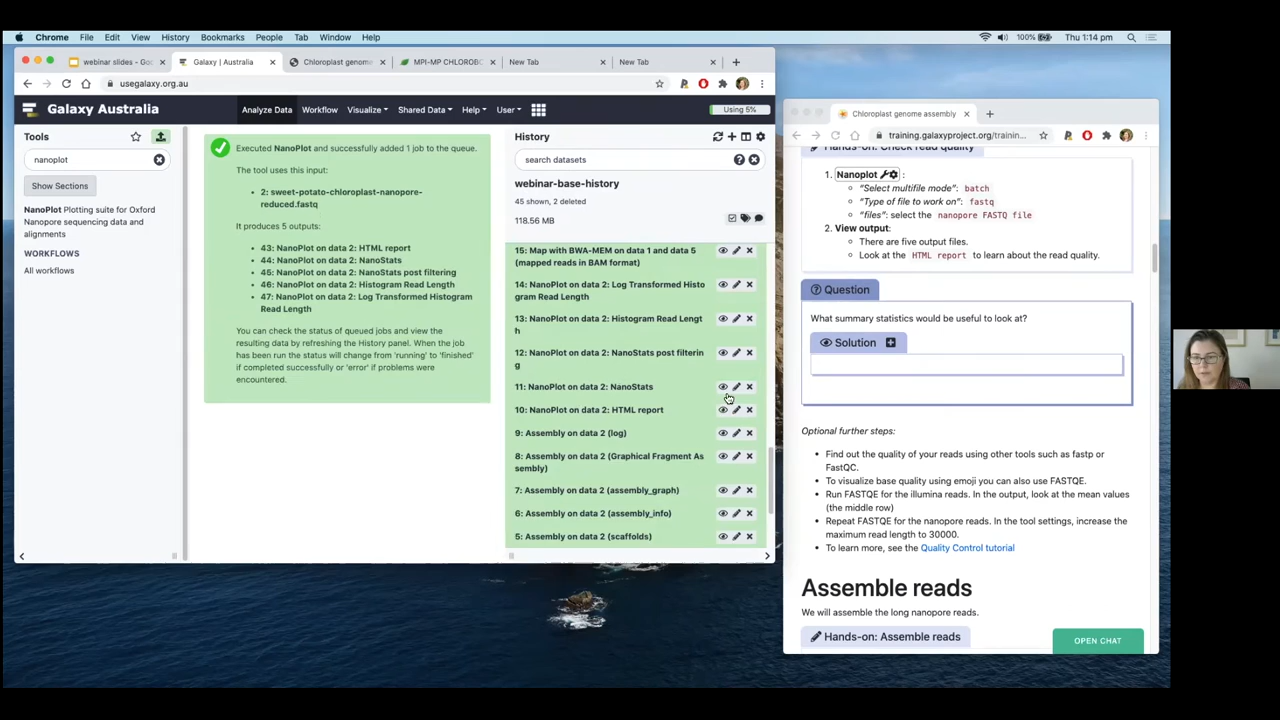 Chrome File Edit View History Bookmarks People Tab Window Help
100% Thu 1:14 pm
webinar slides - Go
Galaxy | Australia
Chloroplast genome
MPI-MP CHLOROBC
New Tab
New Tab
usegalaxy.org.au
Galaxy Australia
Analyze Data Workflow Visualize Shared Data Help User
Using 5%
Tools
nanoplot
Show Sections
NanoPlot Plotting suite for Oxford
Nanopore sequencing data and
alignments
WORKFLOWS
All workflows
Executed NanoPlot and successfully added 1 job to the queue.
The tool uses this input:
2: sweet-potato-chloroplast-nanopore-
reduced.fastq
It produces 5 outputs:
43: NanoPlot on data 2: HTML report
44: NanoPlot on data 2: NanoStats
45: NanoPlot on data 2: NanoStats post filtering
46: NanoPlot on data 2: Histogram Read Length
47: NanoPlot on data 2: Log Transformed Histogram
Read Length
You can check the status of queued jobs and view the
resulting data by refreshing the History panel. When the job
has been run the status will change from 'running' to 'finished'
if completed successfully or 'error' if problems were
encountered.
History
search datasets
webinar-base-history
45 shown, 2 deleted
118.56 MB
15: Map with BWA-MEM on data 1 and data 5
(mapped reads in BAM format)
14: NanoPlot on data 2: Log Transformed Histo
gram Read Length
13: NanoPlot on data 2: Histogram Read Lengt
h
12: NanoPlot on data 2: NanoStats post filterin
g
11: NanoPlot on data 2: NanoStats
10: NanoPlot on data 2: HTML report
9: Assembly on data 2 (log)
8: Assembly on data 2 (Graphical Fragment As
sembly)
7: Assembly on data 2 (assembly_graph)
6: Assembly on data 2 (assembly_info)
5: Assembly on data 2 (scaffolds)
Chloroplast genome assembly
training.galaxyproject.org/trainin...
Hands-on: Check read quality
1. Nanoplot :
"Select multifile mode": batch
"Type of file to work on": fastq
"files": select the nanopore FASTQ file
2. View output:
There are five output files.
Look at the HTML report to learn about the read quality.
Question
What summary statistics would be useful to look at?
Solution
Optional further steps:
Find out the quality of your reads using other tools such as fastp or
FastQC.
To visualize base quality using emoji you can also use FASTQE.
Run FASTQE for the illumina reads. In the output, look at the mean values
(the middle row)
Repeat FASTQE for the nanopore reads. In the tool settings, increase the
maximum read length to 30000.
To learn more, see the Quality Control tutorial
Assemble reads
We will assemble the long nanopore reads.
Hands-on: Assemble reads
OPEN CHAT